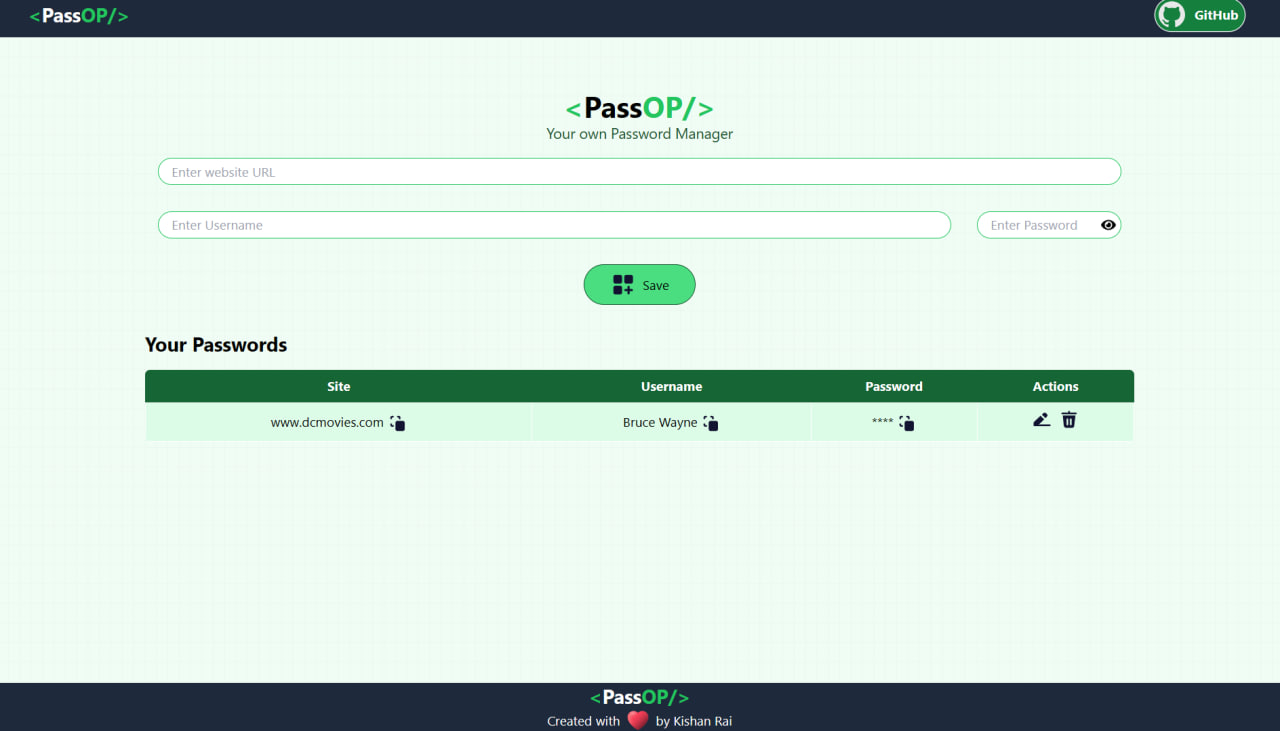 <PassOP/>
GitHub
<PassOP/>
Your own Password Manager
Enter website URL
Enter Username
Enter Password
Save
Your Passwords
Site Username Password Actions
www.dcmovies.com Bruce Wayne ****
<PassOP/>
Created with by Kishan Rai